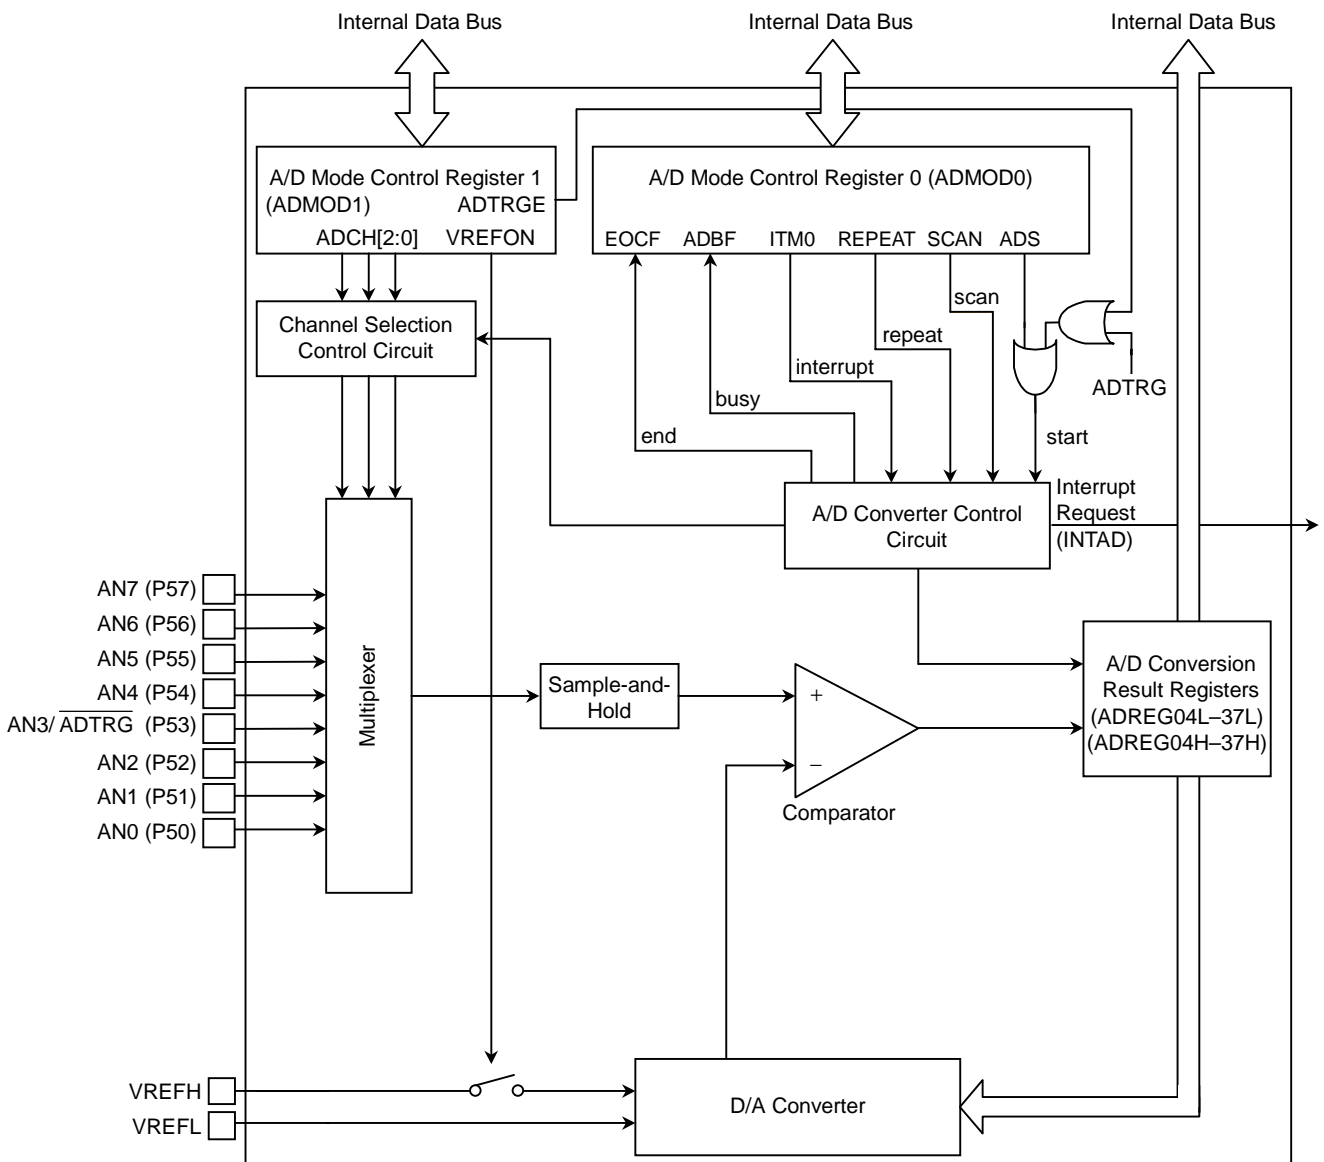 Internal Data Bus
Internal Data Bus
Internal Data Bus
A/D Mode Control Register 1
(ADMOD1) ADTRGE
ADCH[2:0] VREFON
A/D Mode Control Register 0 (ADMOD0)
EOCF ADBF ITM0 REPEAT SCAN ADS
scan
repeat
interrupt
busy
end
start
ADTRG
Channel Selection
Control Circuit
A/D Converter Control
Circuit
Interrupt
Request
(INTAD)
AN7 (P57)
AN6 (P56)
AN5 (P55)
AN4 (P54)
AN3/ ADTRG (P53)
AN2 (P52)
AN1 (P51)
AN0 (P50)
Multiplexer
Sample-and-
Hold
+
−
Comparator
A/D Conversion
Result Registers
(ADREG04L–37L)
(ADREG04H–37H)
VREFH
VREFL
D/A Converter